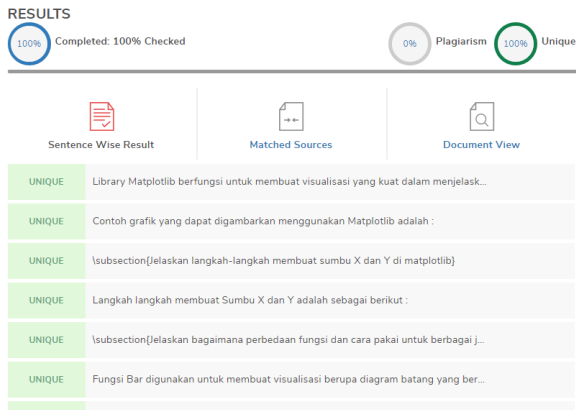 RESULTS
100% Completed: 100% Checked 0% Plagiarism 100% Unique
Sentence Wise Result Matched Sources Document View
UNIQUE Library Matplotlib berfungsi untuk membuat visualisasi yang kuat dalam menjelask...
UNIQUE Contoh grafik yang dapat digambarkan menggunakan Matplotlib adalah :
UNIQUE \subsection{Jelaskan langkah-langkah membuat sumbu X dan Y di matplotlib}
UNIQUE Langkah langkah membuat Sumbu X dan Y adalah sebagai berikut :
UNIQUE \subsection{Jelaskan bagaimana perbedaan fungsi dan cara pakai untuk berbagai j...
UNIQUE Fungsi Bar digunakan untuk membuat visualisasi berupa diagram batang yang ber...